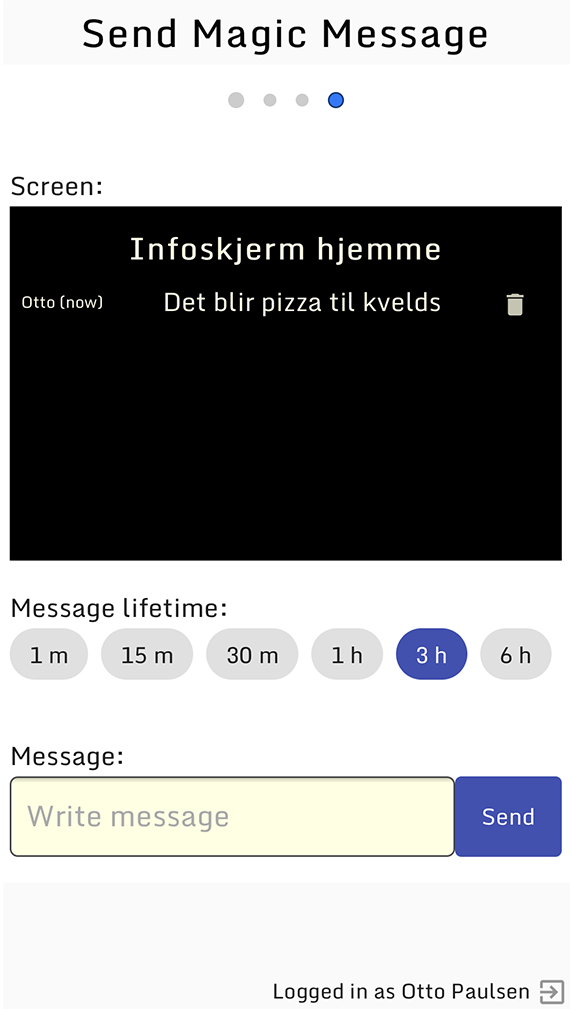 Send Magic Message
Screen:
Infoskjerm hjemme
Otto (now) Det blir pizza til kvelds
Message lifetime:
1 m 15 m 30 m 1 h 3 h 6 h
Message:
Write message Send
Logged in as Otto Paulsen